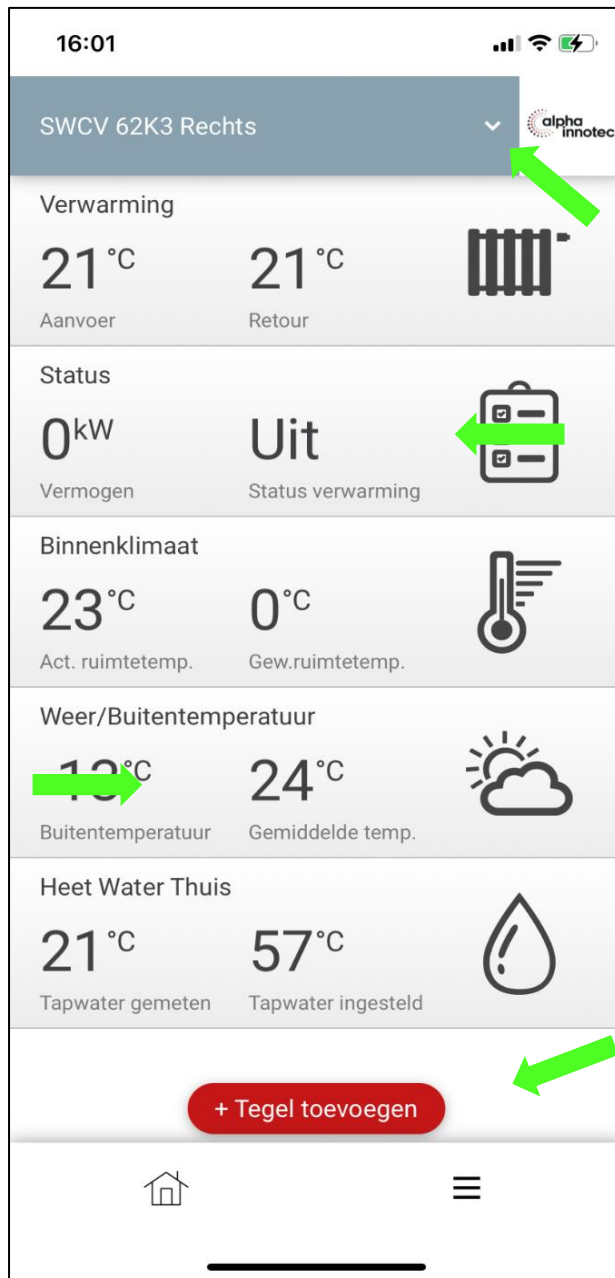 16:01
SWCV 62K3 Rechts
alpha innotec
Verwarming
21 °C 21 °C
Aanvoer Retour
Status
0 kW Uit
Vermogen Status verwarming
Binnenklimaat
23 °C 0 °C
Act. ruimtetemp. Gew.ruimtetemp.
Weer/Buitentemperatuur
°C 24 °C
Buitentemperatuur Gemiddelde temp.
Heet Water Thuis
21 °C 57 °C
Tapwater gemeten Tapwater ingesteld
+ Tegel toevoegen